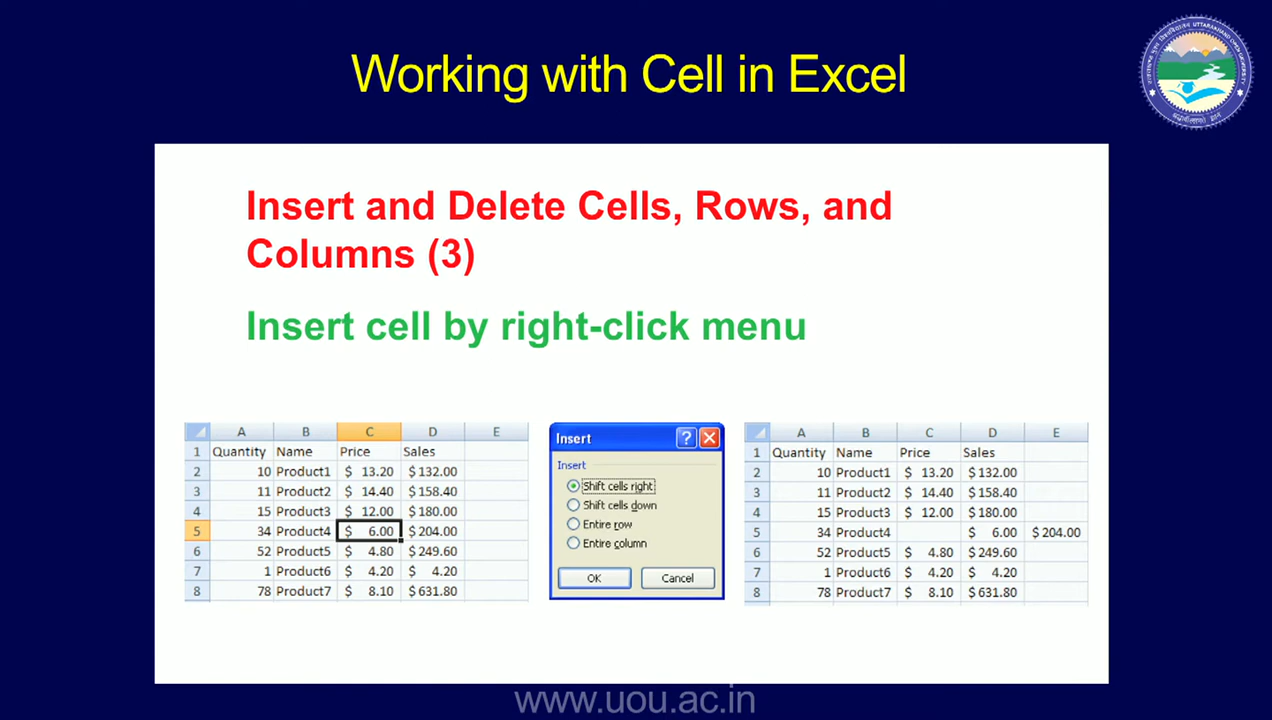 Working with Cell in Excel
UTTARAKHAND OPEN UNIVERSITY
Insert and Delete Cells, Rows, and
Columns (3)
Insert cell by right-click menu
A B C D E
1 Quantity Name Price Sales
2 10 Product1 $ 13.20 $ 132.00
3 11 Product2 $ 14.40 $ 158.40
4 15 Product3 $ 12.00 $ 180.00
5 34 Product4 $ 6.00 $ 204.00
6 52 Product5 $ 4.80 $ 249.60
7 1 Product6 $ 4.20 $ 4.20
8 78 Product7 $ 8.10 $ 631.80
Insert ?
Insert
Shift cells right
Shift cells down
Entire row
Entire column
OK Cancel
A B C D E
1 Quantity Name Price Sales
2 10 Product1 $ 13.20 $ 132.00
3 11 Product2 $ 14.40 $ 158.40
4 15 Product3 $ 12.00 $ 180.00
5 34 Product4 $ 6.00 $ 204.00
6 52 Product5 $ 4.80 $ 249.60
7 1 Product6 $ 4.20 $ 4.20
8 78 Product7 $ 8.10 $ 631.80
www.uou.ac.in